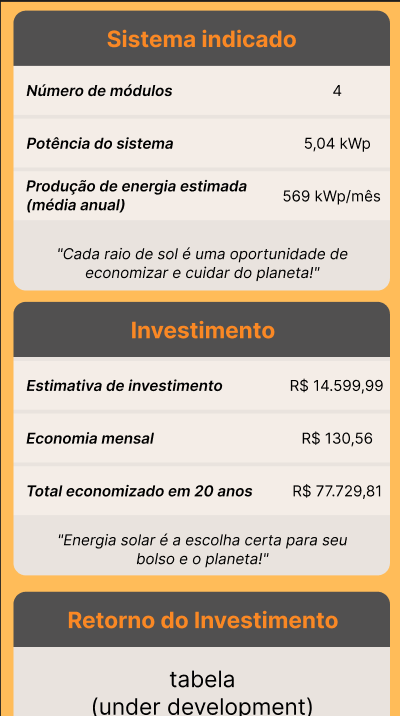 Sistema indicado
Número de módulos 4
Potência do sistema 5,04 kWp
Produção de energia estimada
(média anual) 569 kWp/mês
"Cada raio de sol é uma oportunidade de
economizar e cuidar do planeta!"
Investimento
Estimativa de investimento R$ 14.599,99
Economia mensal R$ 130,56
Total economizado em 20 anos R$ 77.729,81
"Energia solar é a escolha certa para seu
bolso e o planeta!"
Retorno do Investimento
tabela
(under development)